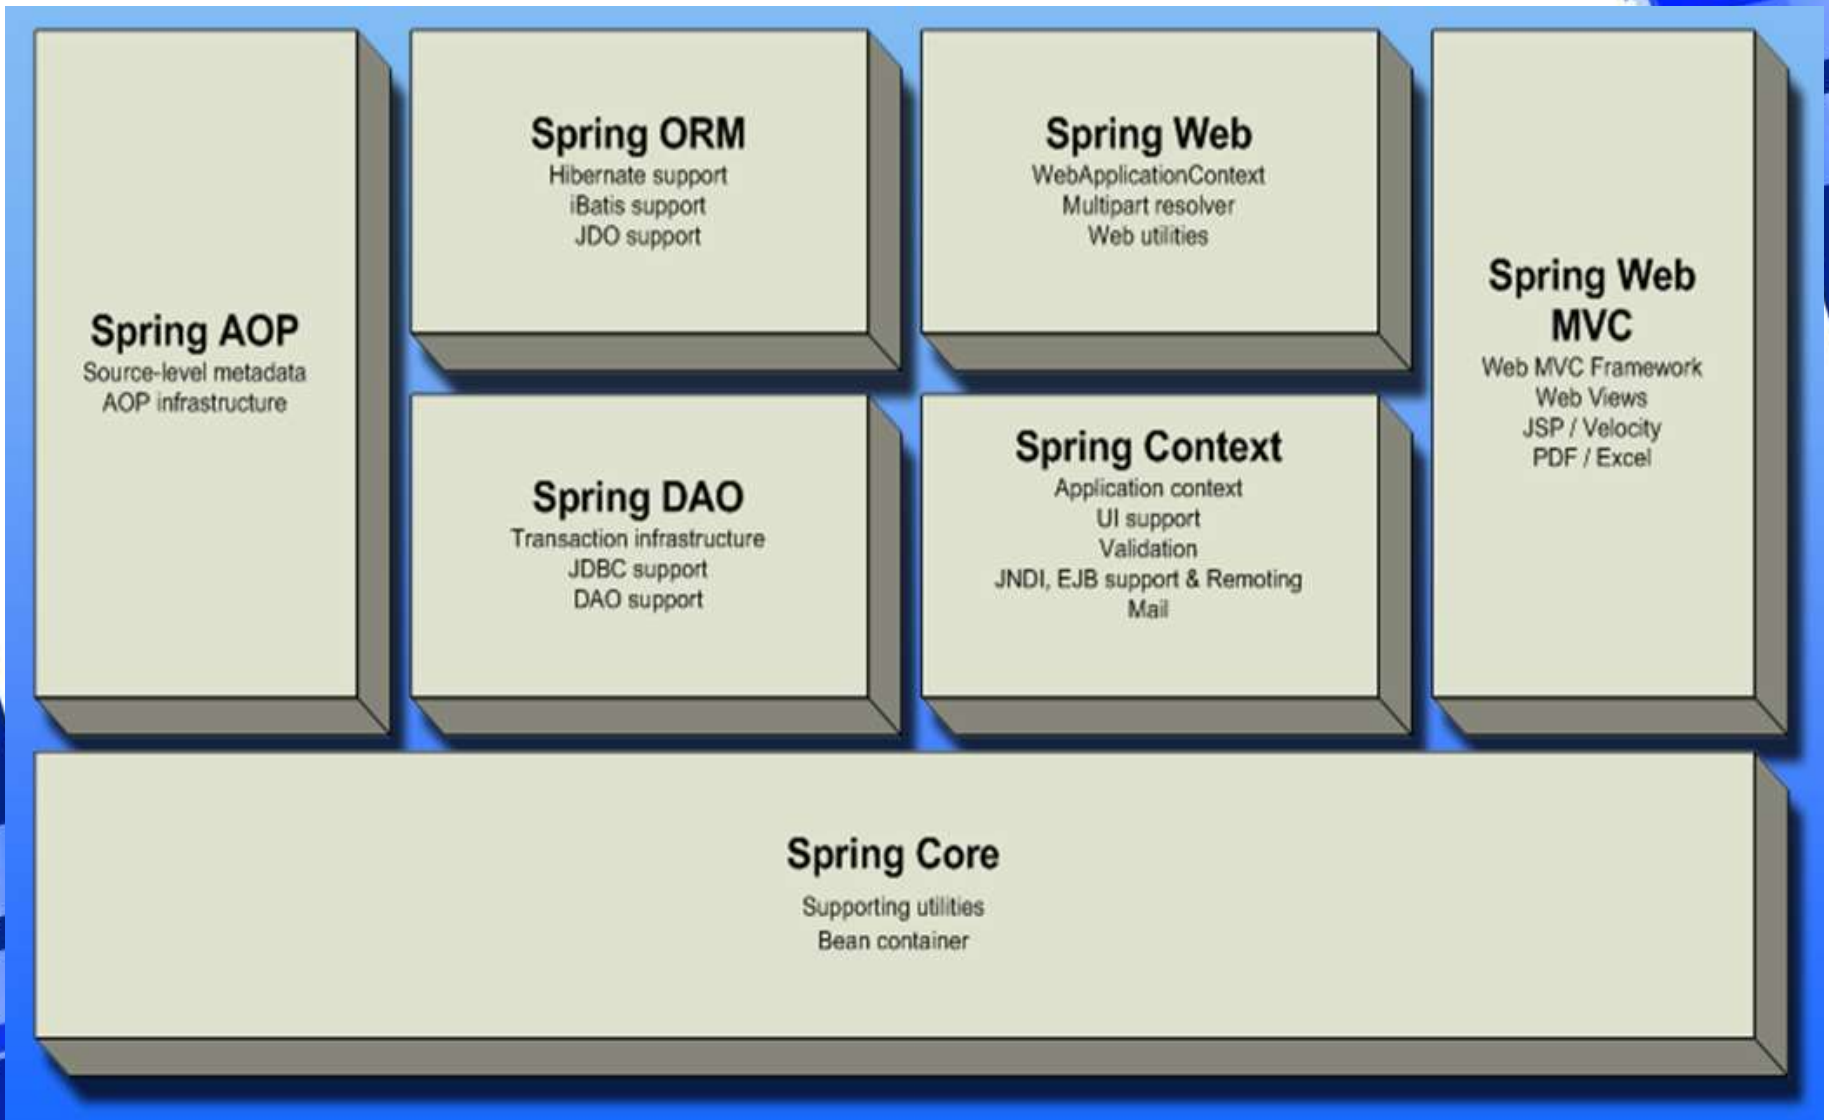 Spring AOP
Source-level metadata
AOP infrastructure
Spring ORM
Hibernate support
iBatis support
JDO support
Spring Web
WebApplicationContext
Multipart resolver
Web utilities
Spring DAO
Transaction infrastructure
JDBC support
DAO support
Spring Context
Application context
UI support
Validation
JNDI, EJB support & Remoting
Mail
Spring Web
MVC
Web MVC Framework
Web Views
JSP / Velocity
PDF / Excel
Spring Core
Supporting utilities
Bean container